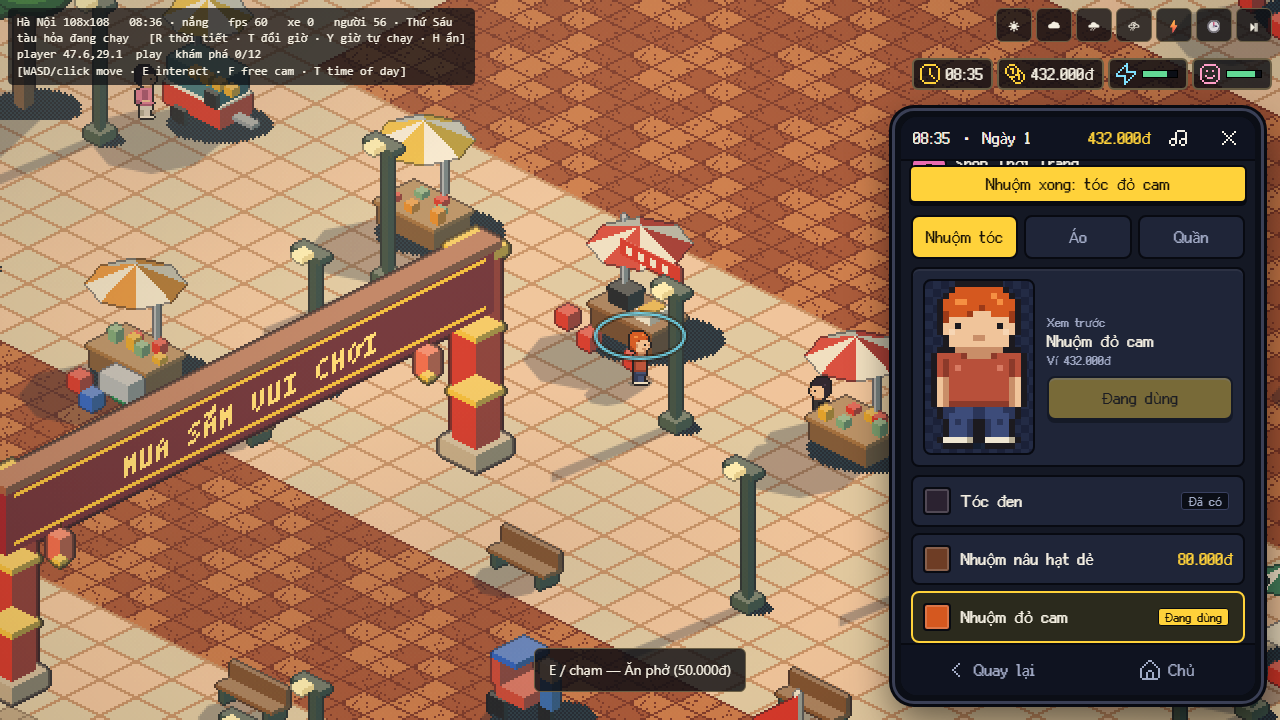 Hà Nội 108x108 08:36 · nắng fps 60 xe 0 người 56 · Thứ Sáu
tàu hỏa đang chạy [R thời tiết · T đổi giờ · Y giờ tự chạy · H ẩn]
player 47.6,29.1 play khám phá 0/12
[WASD/click move · E interact · F free cam · T time of day]
08:35
432.000đ
08:35 · Ngày 1 432.000đ
Nhuộm xong: tóc đỏ cam
Nhuộm tóc Áo Quần
Xem trước
Nhuộm đỏ cam
Ví 432.000đ
Đang dùng
Tóc đen Đã có
Nhuộm nâu hạt dẻ 80.000đ
Nhuộm đỏ cam Đang dùng
Quay lại Chủ
MUA SẮM VUI CHƠI
E / chạm — Ăn phở (50.000đ)